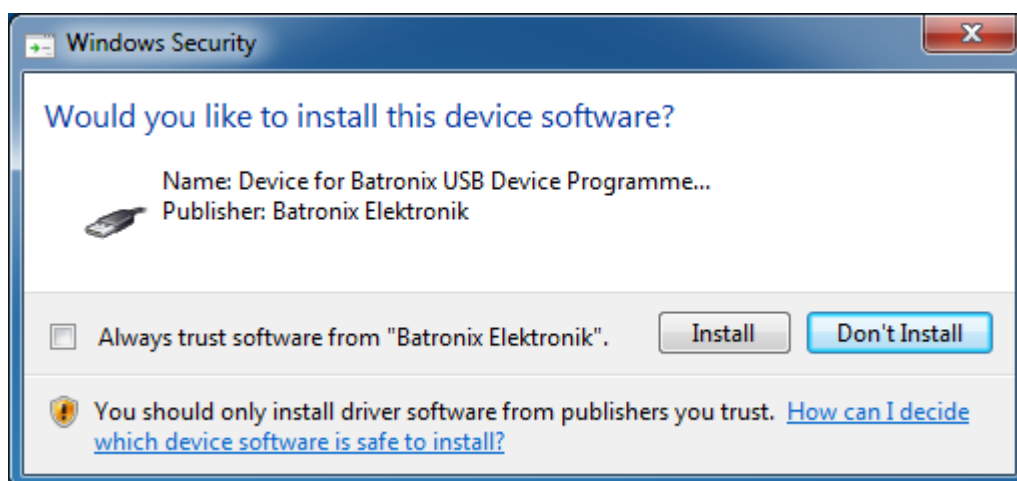 Windows Security
Would you like to install this device software?
Name: Device for Batronix USB Device Programme...
Publisher: Batronix Elektronik
Always trust software from "Batronix Elektronik".
Install
Don't Install
You should only install driver software from publishers you trust. How can I decide
which device software is safe to install?